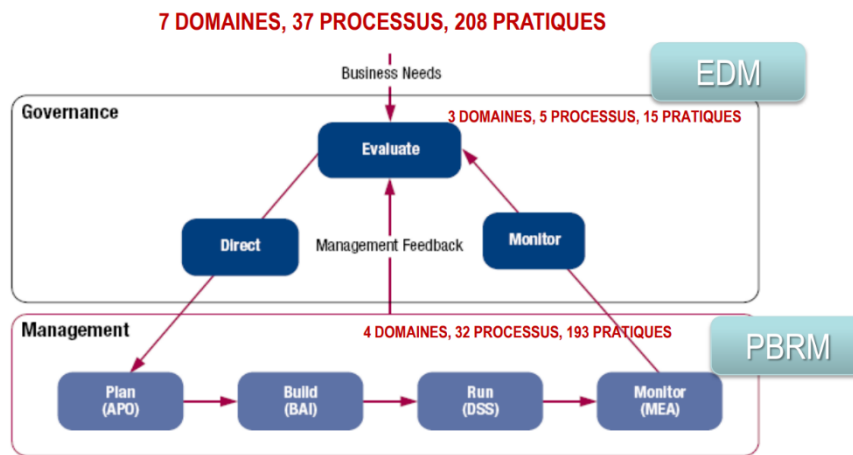 7 DOMAINES, 37 PROCESSUS, 208 PRATIQUES
EDM
Business Needs
Governance
3 DOMAINES, 5 PROCESSUS, 15 PRATIQUES
Evaluate
Direct
Management Feedback
Monitor
Management
4 DOMAINES, 32 PROCESSUS, 193 PRATIQUES
PBRM
Plan
(APO)
Build
(BAI)
Run
(DSS)
Monitor
(MEA)